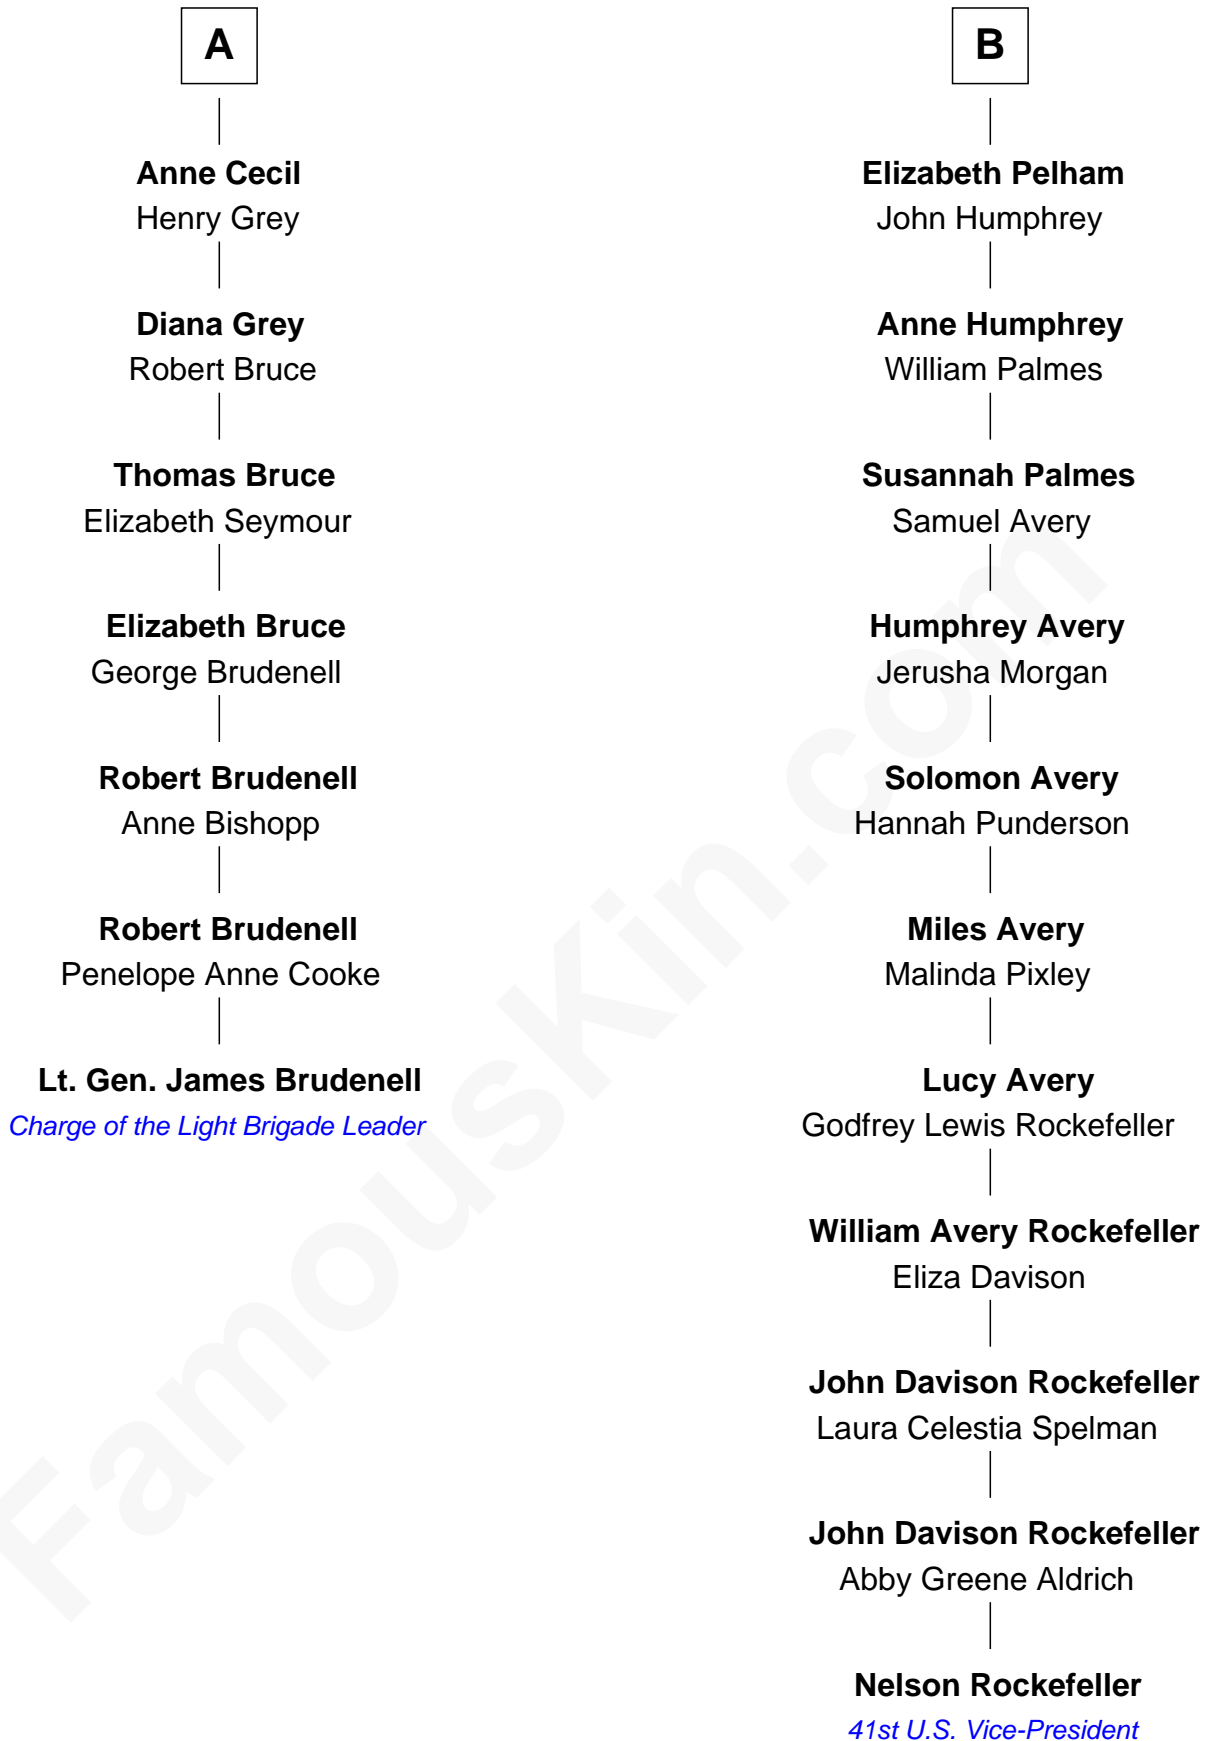 A
Anne Cecil
Henry Grey
Diana Grey
Robert Bruce
Thomas Bruce
Elizabeth Seymour
Elizabeth Bruce
George Brudenell
Robert Brudenell
Anne Bishopp
Robert Brudenell
Penelope Anne Cooke
Lt. Gen. James Brudenell
Charge of the Light Brigade Leader
B
Elizabeth Pelham
John Humphrey
Anne Humphrey
William Palmes
Susannah Palmes
Samuel Avery
Humphrey Avery
Jerusha Morgan
Solomon Avery
Hannah Punderson
Miles Avery
Malinda Pixley
Lucy Avery
Godfrey Lewis Rockefeller
William Avery Rockefeller
Eliza Davison
John Davison Rockefeller
Laura Celestia Spelman
John Davison Rockefeller
Abby Greene Aldrich
Nelson Rockefeller
41st U.S. Vice-President
FamousKin.com